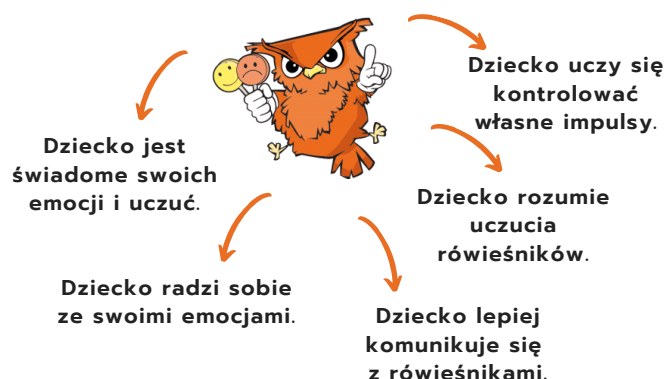 Dziecko uczy się
kontrolować
własne impulsy.
Dziecko jest
świadome swoich
emocji i uczuć.
Dziecko rozumie
uczucia
rówieśników.
Dziecko radzi sobie
ze swoimi emocjami.
Dziecko lepiej
komunikuje się
z rówieśnikami.